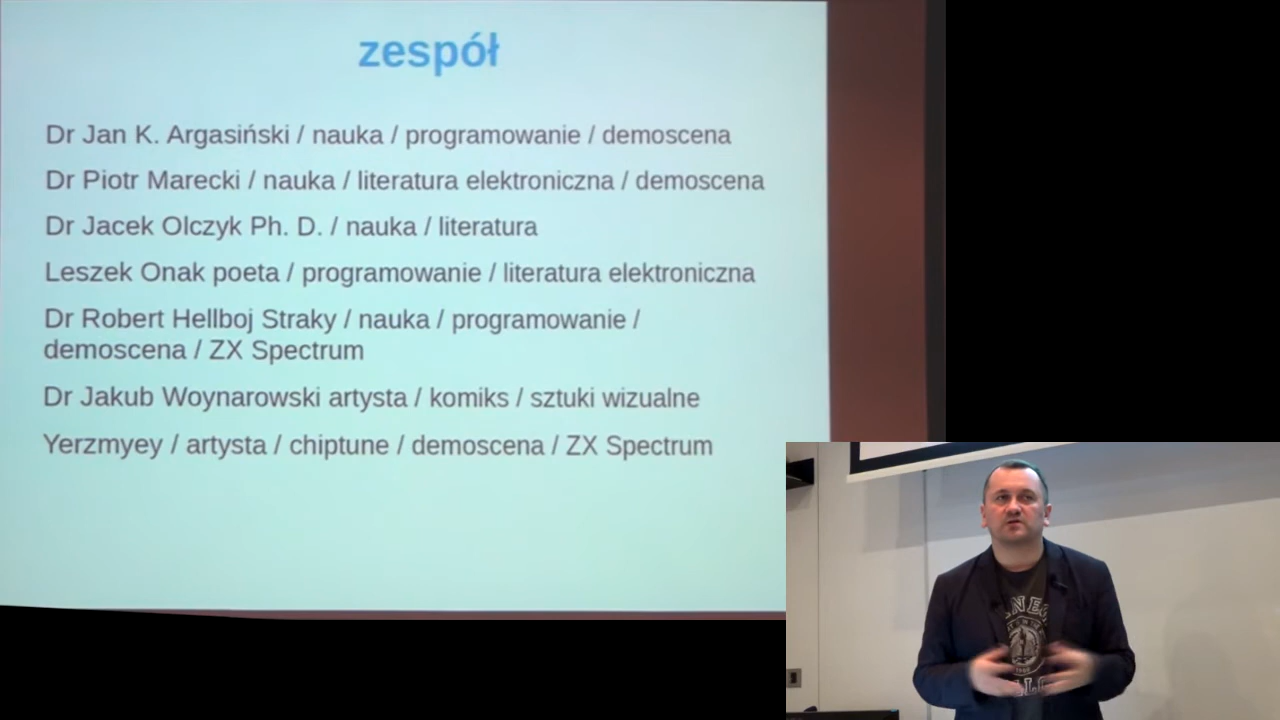 zespół
Dr Jan K. Argasiński / nauka / programowanie / demoscena
Dr Piotr Marecki / nauka / literatura elektroniczna / demoscena
Dr Jacek Olczyk Ph. D. / nauka / literatura
Leszek Onak poeta / programowanie / literatura elektroniczna
Dr Robert Hellboj Straky / nauka / programowanie /
demoscena / ZX Spectrum
Dr Jakub Woynarowski artysta / komiks / sztuki wizualne
Yerzmyey / artysta / chiptune / demoscena / ZX Spectrum